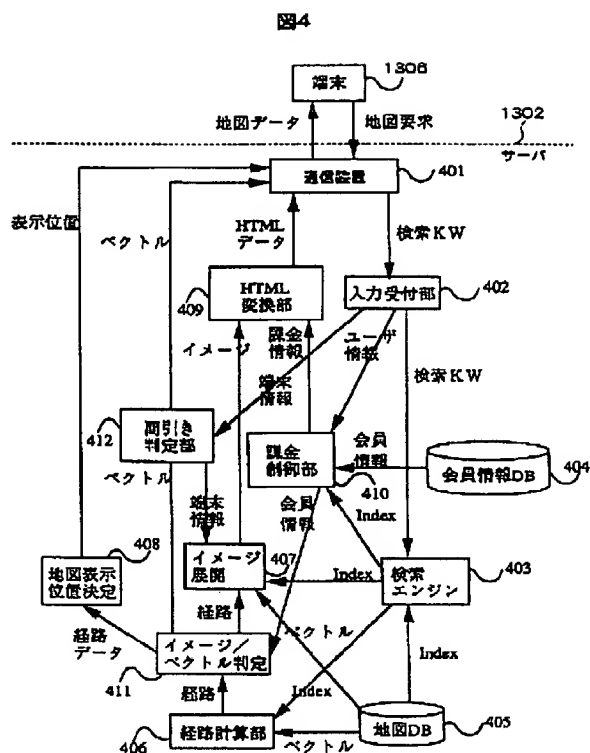 図4
端末
1306
地図データ
地図要求
1302
サーバ
通信装置
401
表示位置
ベクトル
HTML
データ
検索KW
HTML
変換部
409
入力受付部
402
イメージ
課金
情報
ユーザ
情報
端末
情報
検索KW
間引き
判定部
412
課金
制御部
410
会員
情報
会員情報DB
404
ベクトル
端末
情報
会員
情報
Index
408
地図表示
位置決定
イメージ
展開
407
Index
検索
エンジン
403
経路
データ
経路
ベクトル
Index
イメージ/
ベクトル判定
411
経路
Index
経路計算部
406
ベクトル
地図DB
405